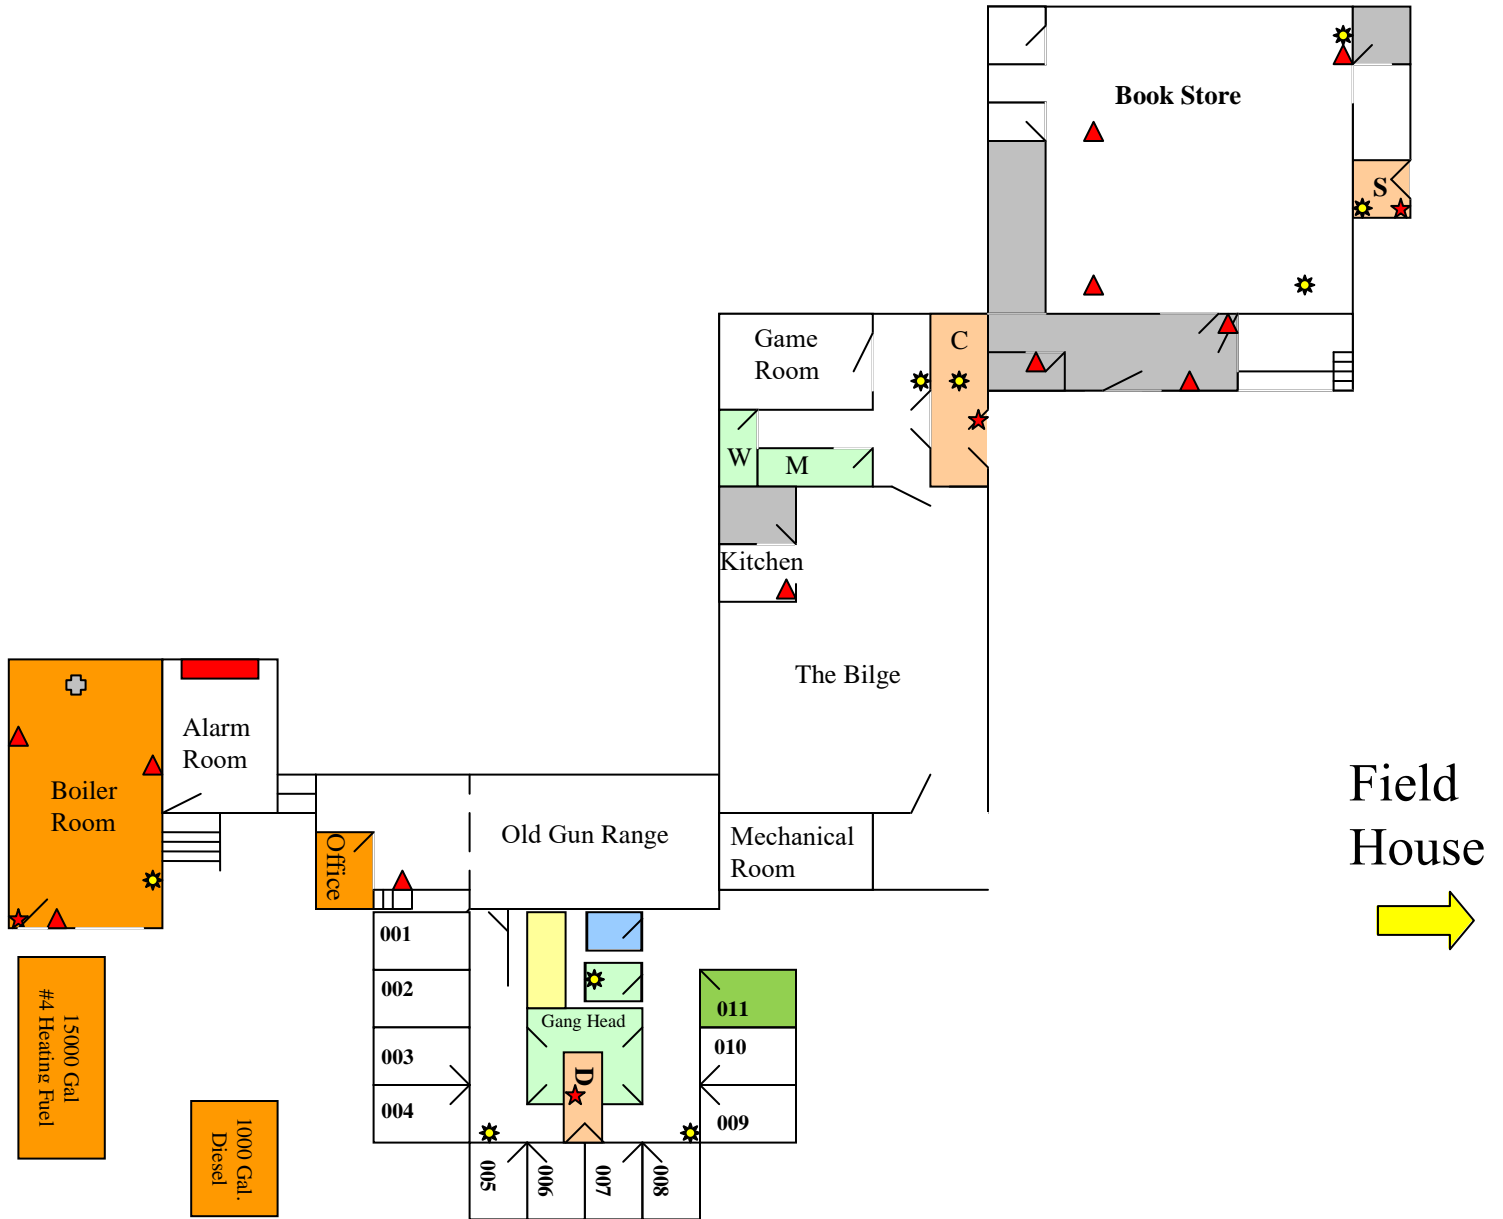 Book Store
S
Game
Room
C
W
M
Kitchen
The Bilge
Alarm
Room
Boiler
Room
Office
Old Gun Range
Mechanical
Room
Field
House
001
002
003
004
Gang Head
D
011
010
009
005
006
007
008
15000 Gal
#4 Heating Fuel
1000 Gal.
Diesel